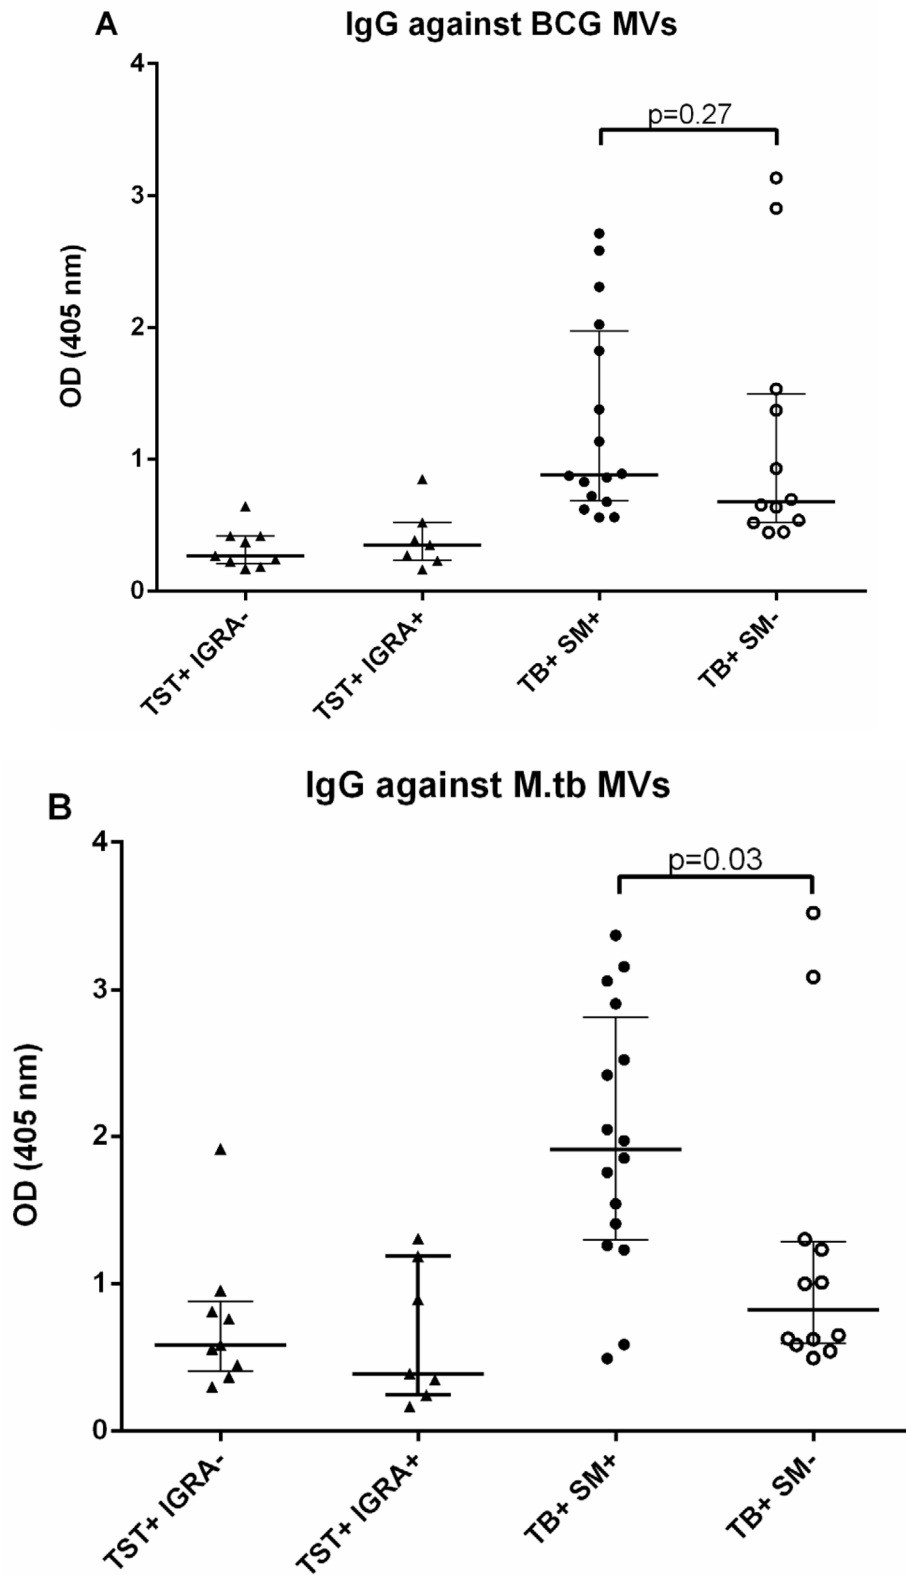 A
IgG against BCG MVs
4
p=0.27
3
2
1
0
OD (405 nm)
TST+ IGRA-
TST+ IGRA+
TB+ SM+
TB+ SM-
B
IgG against M.tb MVs
4
p=0.03
3
2
1
0
OD (405 nm)
TST+ IGRA-
TST+ IGRA+
TB+ SM+
TB+ SM-